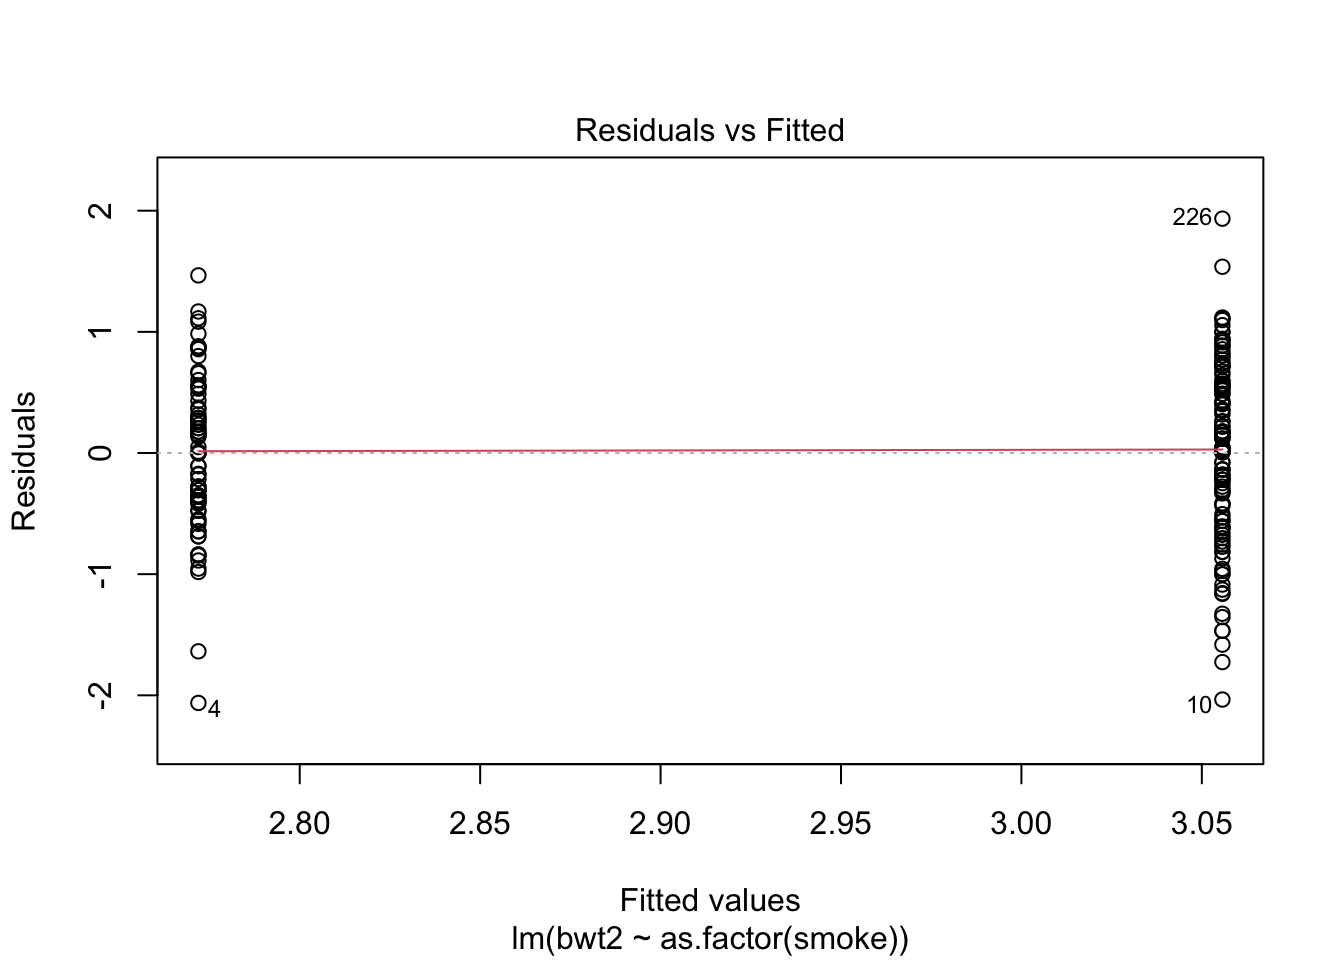 Residuals vs Fitted
2
1
0
-1
-2
Residuals
226
4
10
2.80 2.85 2.90 2.95 3.00 3.05
Fitted values
lm(bwt2 ~ as.factor(smoke))